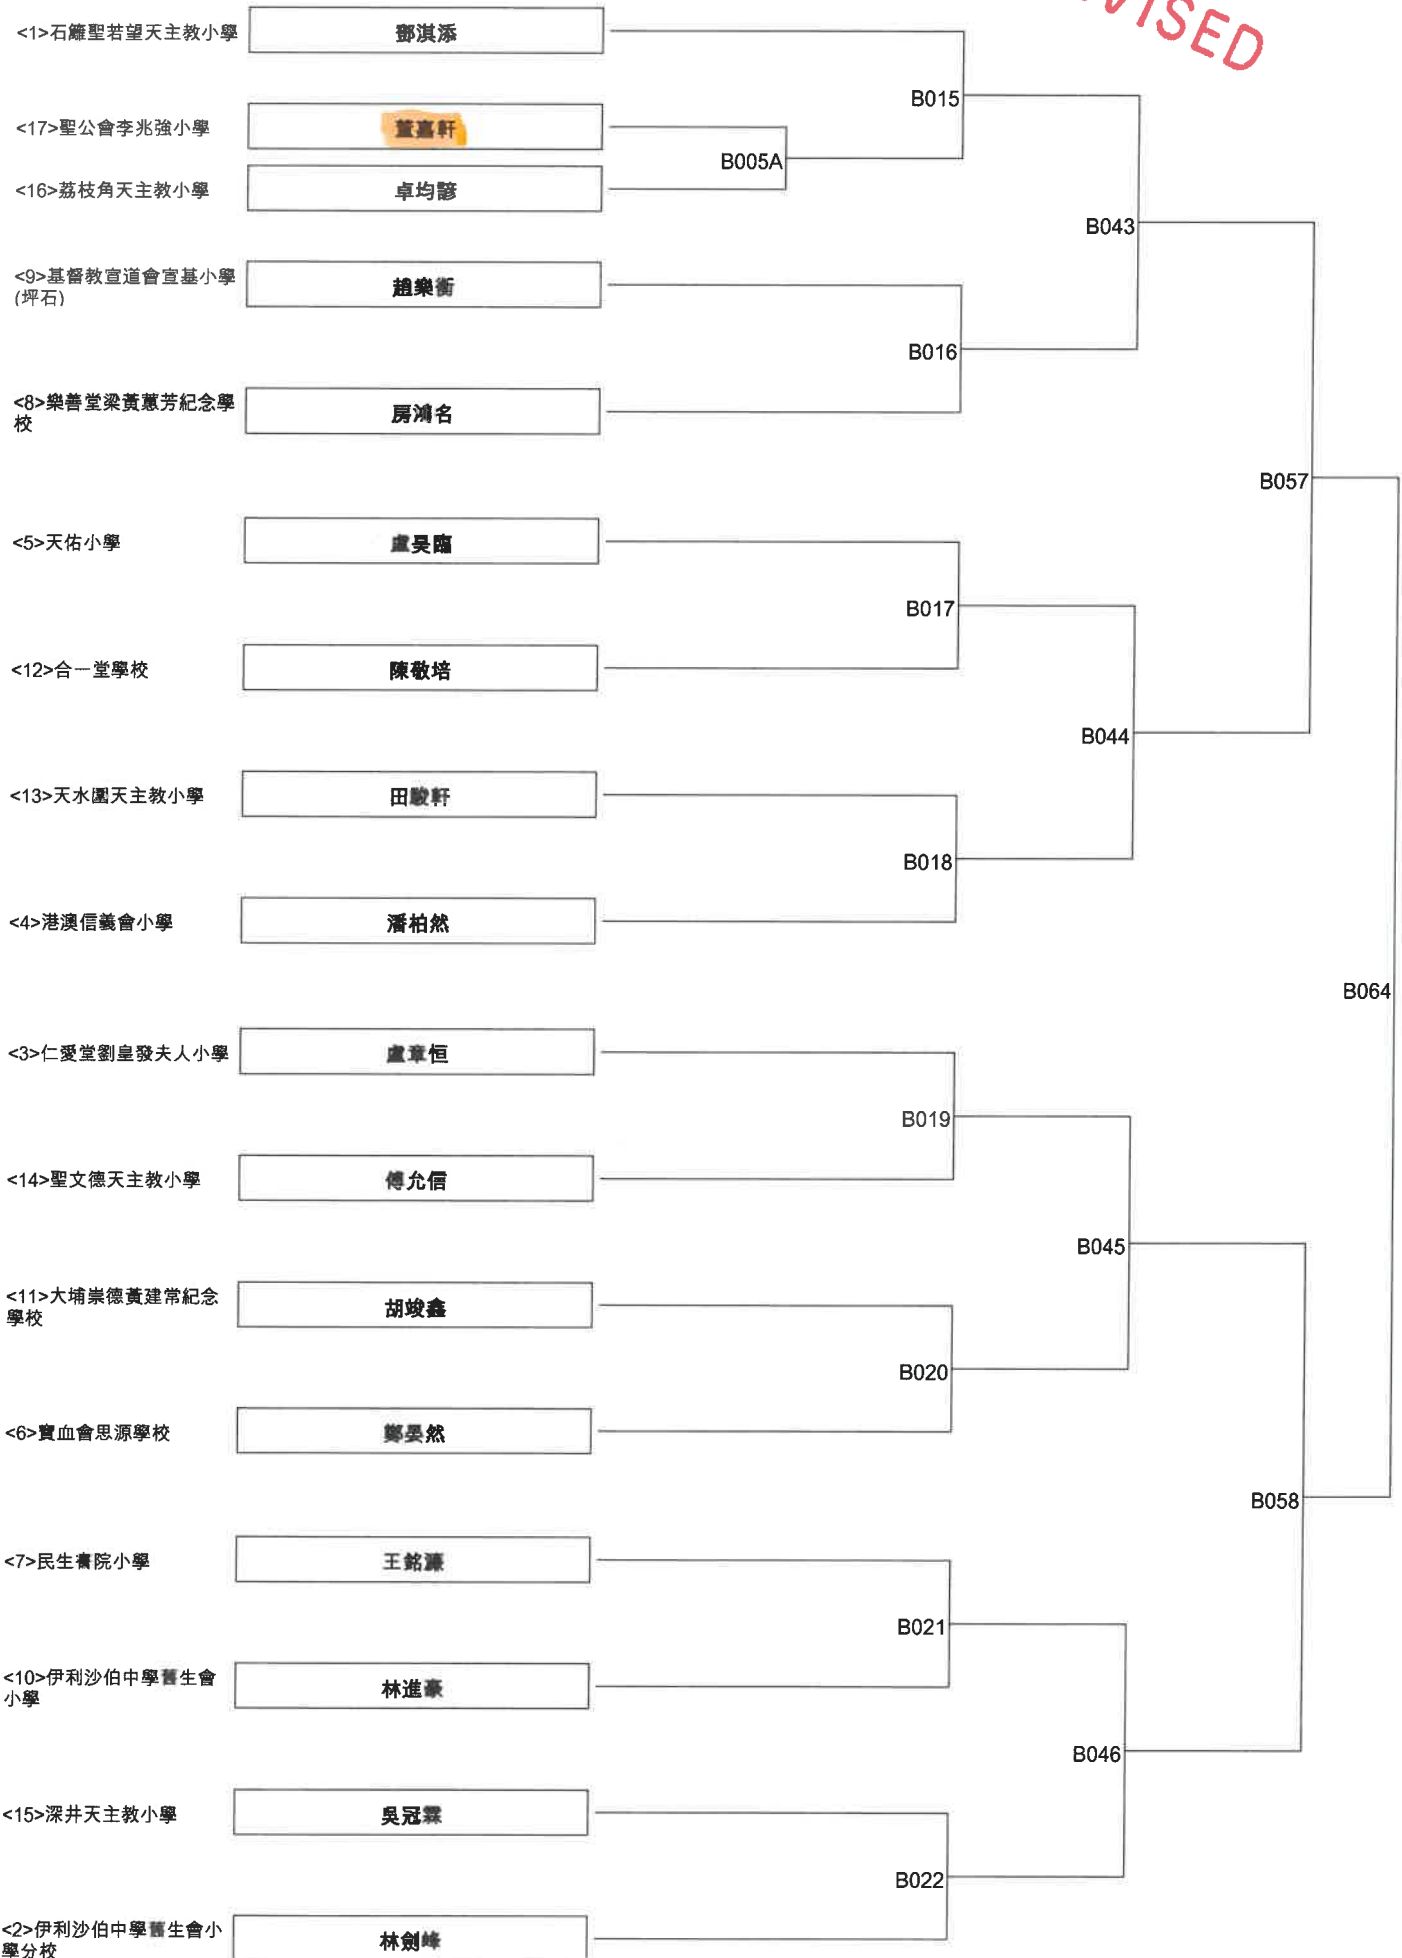 VISED
<1>石籬聖若望天主教小學
鄧淇添
B015
<17>聖公會李兆強小學
董嘉軒
B005A
<16>荔枝角天主教小學
卓均諺
B043
<9>基督教宣道會宣基小學
(坪石)
趙樂衡
B016
<8>樂善堂梁黃蕙芳紀念學
校
房鴻名
B057
<5>天佑小學
盧昊臨
B017
<12>合一堂學校
陳敬培
B044
<13>天水圍天主教小學
田駿軒
B018
<4>港澳信義會小學
潘柏然
B064
<3>仁愛堂劉皇發夫人小學
盧韋恒
B019
<14>聖文德天主教小學
傅允信
B045
<11>大埔崇德黃建常紀念
學校
胡竣鑫
B020
<6>寶血會思源學校
鄭晏然
B058
<7>民生書院小學
王銘濂
B021
<10>伊利沙伯中學舊生會
小學
林進豪
B046
<15>深井天主教小學
吳冠霖
B022
<2>伊利沙伯中學舊生會小
學分校
林劍峰